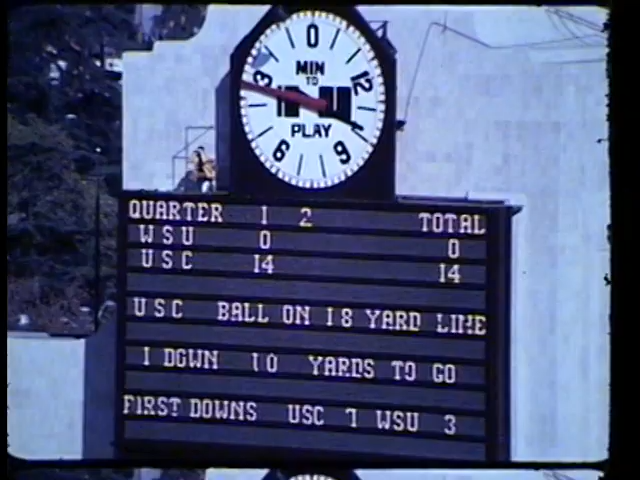 0
3 MIN 12
TO
PLAY
6 9
QUARTER 1 2 TOTAL
WSU 0 0
USC 14 14
USC BALL ON 18 YARD LINE
1 DOWN 10 YARDS TO GO
FIRST DOWNS USC 7 WSU 3